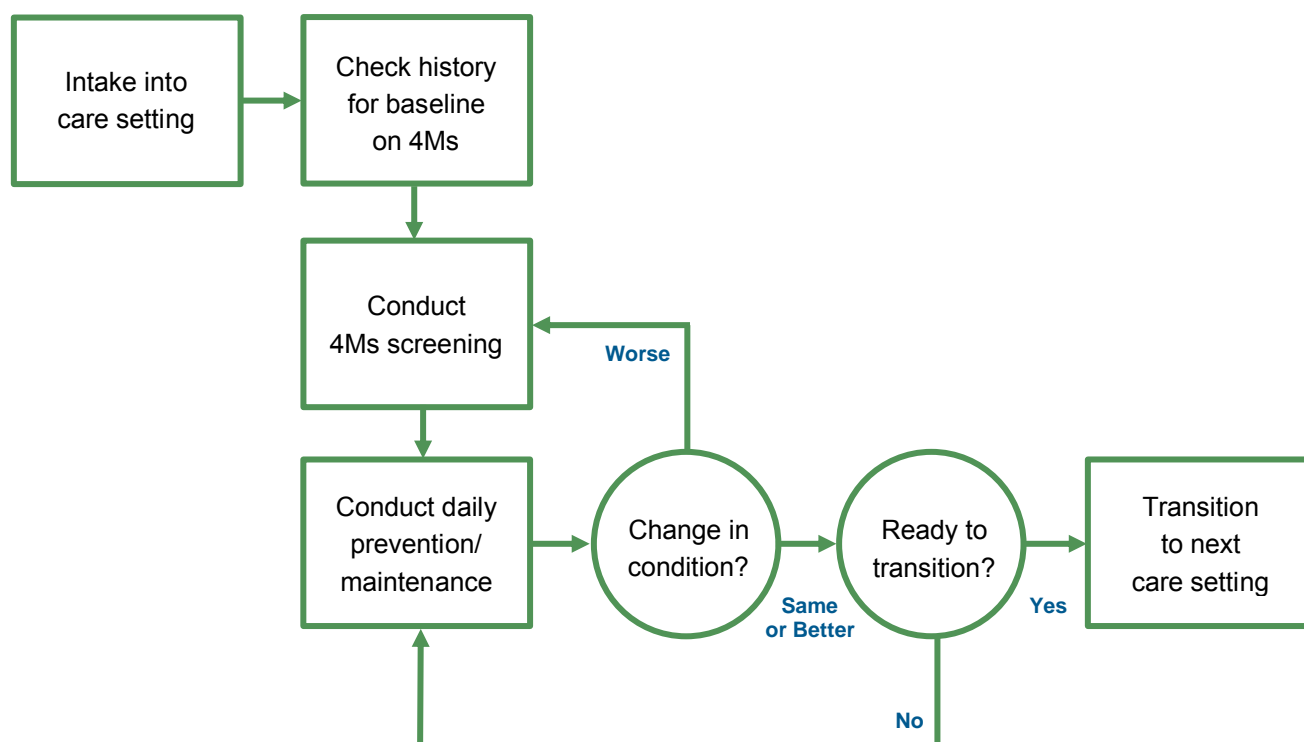 Intake into
care setting
Check history
for baseline
on 4Ms
Conduct
4Ms screening
Worse
Conduct daily
prevention/
maintenance
Change in
condition?
Same
or Better
Ready to
transition?
Yes
Transition
to next
care setting
No